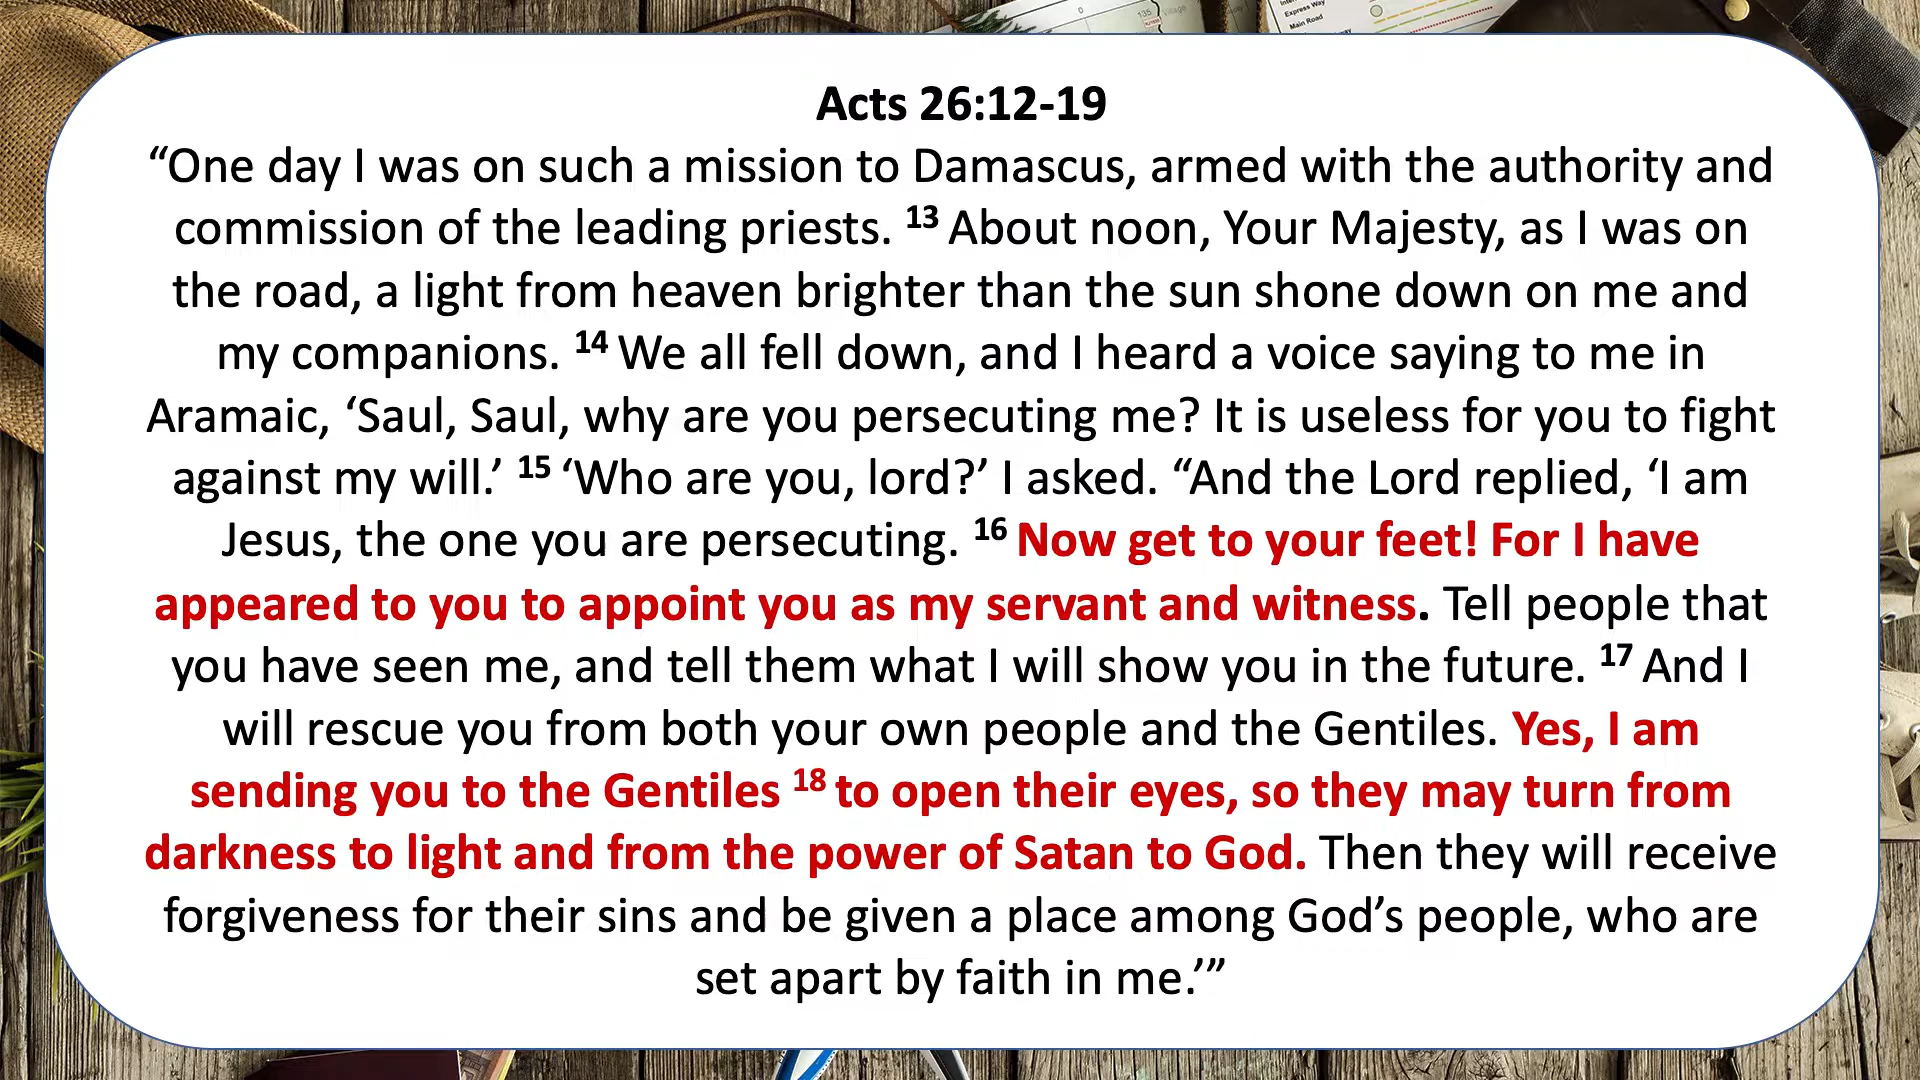 0
135
Village
Express Way
Main Road
Acts 26:12-19
“One day I was on such a mission to Damascus, armed with the authority and
commission of the leading priests. 13 About noon, Your Majesty, as I was on
the road, a light from heaven brighter than the sun shone down on me and
my companions. 14 We all fell down, and I heard a voice saying to me in
Aramaic, ‘Saul, Saul, why are you persecuting me? It is useless for you to fight
against my will.’ 15 ‘Who are you, lord?’ I asked. “And the Lord replied, ‘I am
Jesus, the one you are persecuting. 16 Now get to your feet! For I have
appeared to you to appoint you as my servant and witness. Tell people that
you have seen me, and tell them what I will show you in the future. 17 And I
will rescue you from both your own people and the Gentiles. Yes, I am
sending you to the Gentiles 18 to open their eyes, so they may turn from
darkness to light and from the power of Satan to God. Then they will receive
forgiveness for their sins and be given a place among God’s people, who are
set apart by faith in me.’”